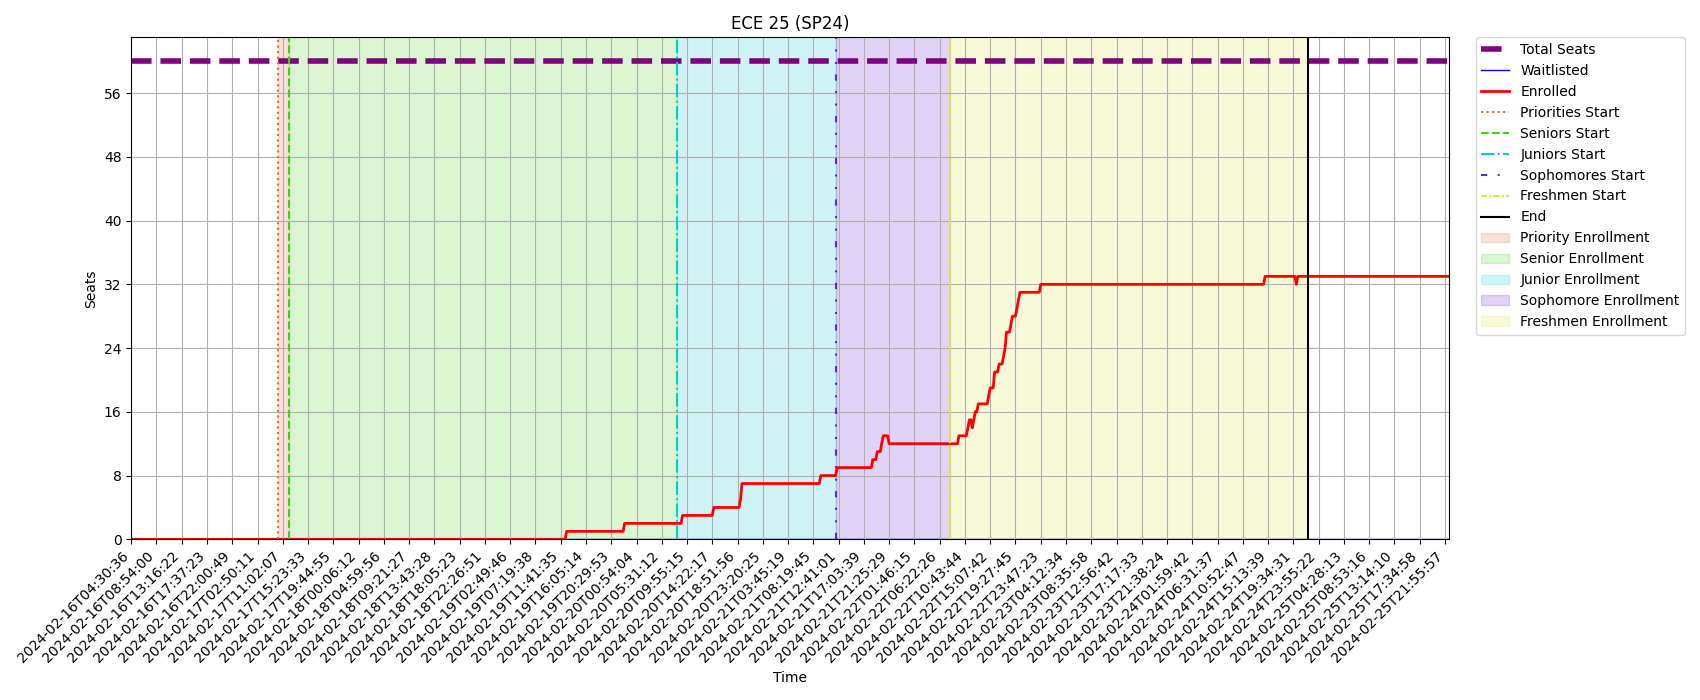 ECE 25 (SP24)
Total Seats
Waitlisted
Enrolled
Priorities Start
Seniors Start
Juniors Start
Sophomores Start
Freshmen Start
End
Priority Enrollment
Senior Enrollment
Junior Enrollment
Sophomore Enrollment
Freshmen Enrollment
Seats
56
48
40
32
24
16
8
0
2024-02-16T04:30:36
2024-02-16T08:54:00
2024-02-16T13:16:22
2024-02-16T17:37:23
2024-02-16T22:00:49
2024-02-17T02:50:11
2024-02-17T11:02:07
2024-02-17T15:23:33
2024-02-17T19:44:55
2024-02-18T00:06:12
2024-02-18T04:59:56
2024-02-18T09:21:27
2024-02-18T13:43:28
2024-02-18T18:05:23
2024-02-18T22:26:51
2024-02-19T02:49:46
2024-02-19T07:19:38
2024-02-19T11:41:35
2024-02-19T16:05:14
2024-02-19T20:29:53
2024-02-20T00:54:04
2024-02-20T05:31:12
2024-02-20T09:55:15
2024-02-20T14:22:17
2024-02-20T18:51:56
2024-02-20T23:20:25
2024-02-21T03:45:19
2024-02-21T08:19:45
2024-02-21T12:41:01
2024-02-21T17:03:39
2024-02-21T21:25:29
2024-02-22T01:46:15
2024-02-22T06:22:26
2024-02-22T10:43:44
2024-02-22T15:07:42
2024-02-22T19:27:45
2024-02-22T23:47:23
2024-02-23T04:12:34
2024-02-23T08:35:58
2024-02-23T12:56:42
2024-02-23T17:17:33
2024-02-23T21:38:24
2024-02-24T01:59:42
2024-02-24T06:31:37
2024-02-24T10:52:47
2024-02-24T15:13:39
2024-02-24T19:34:31
2024-02-24T23:55:22
2024-02-25T04:28:13
2024-02-25T08:53:16
2024-02-25T13:14:10
2024-02-25T17:34:58
2024-02-25T21:55:57
Time